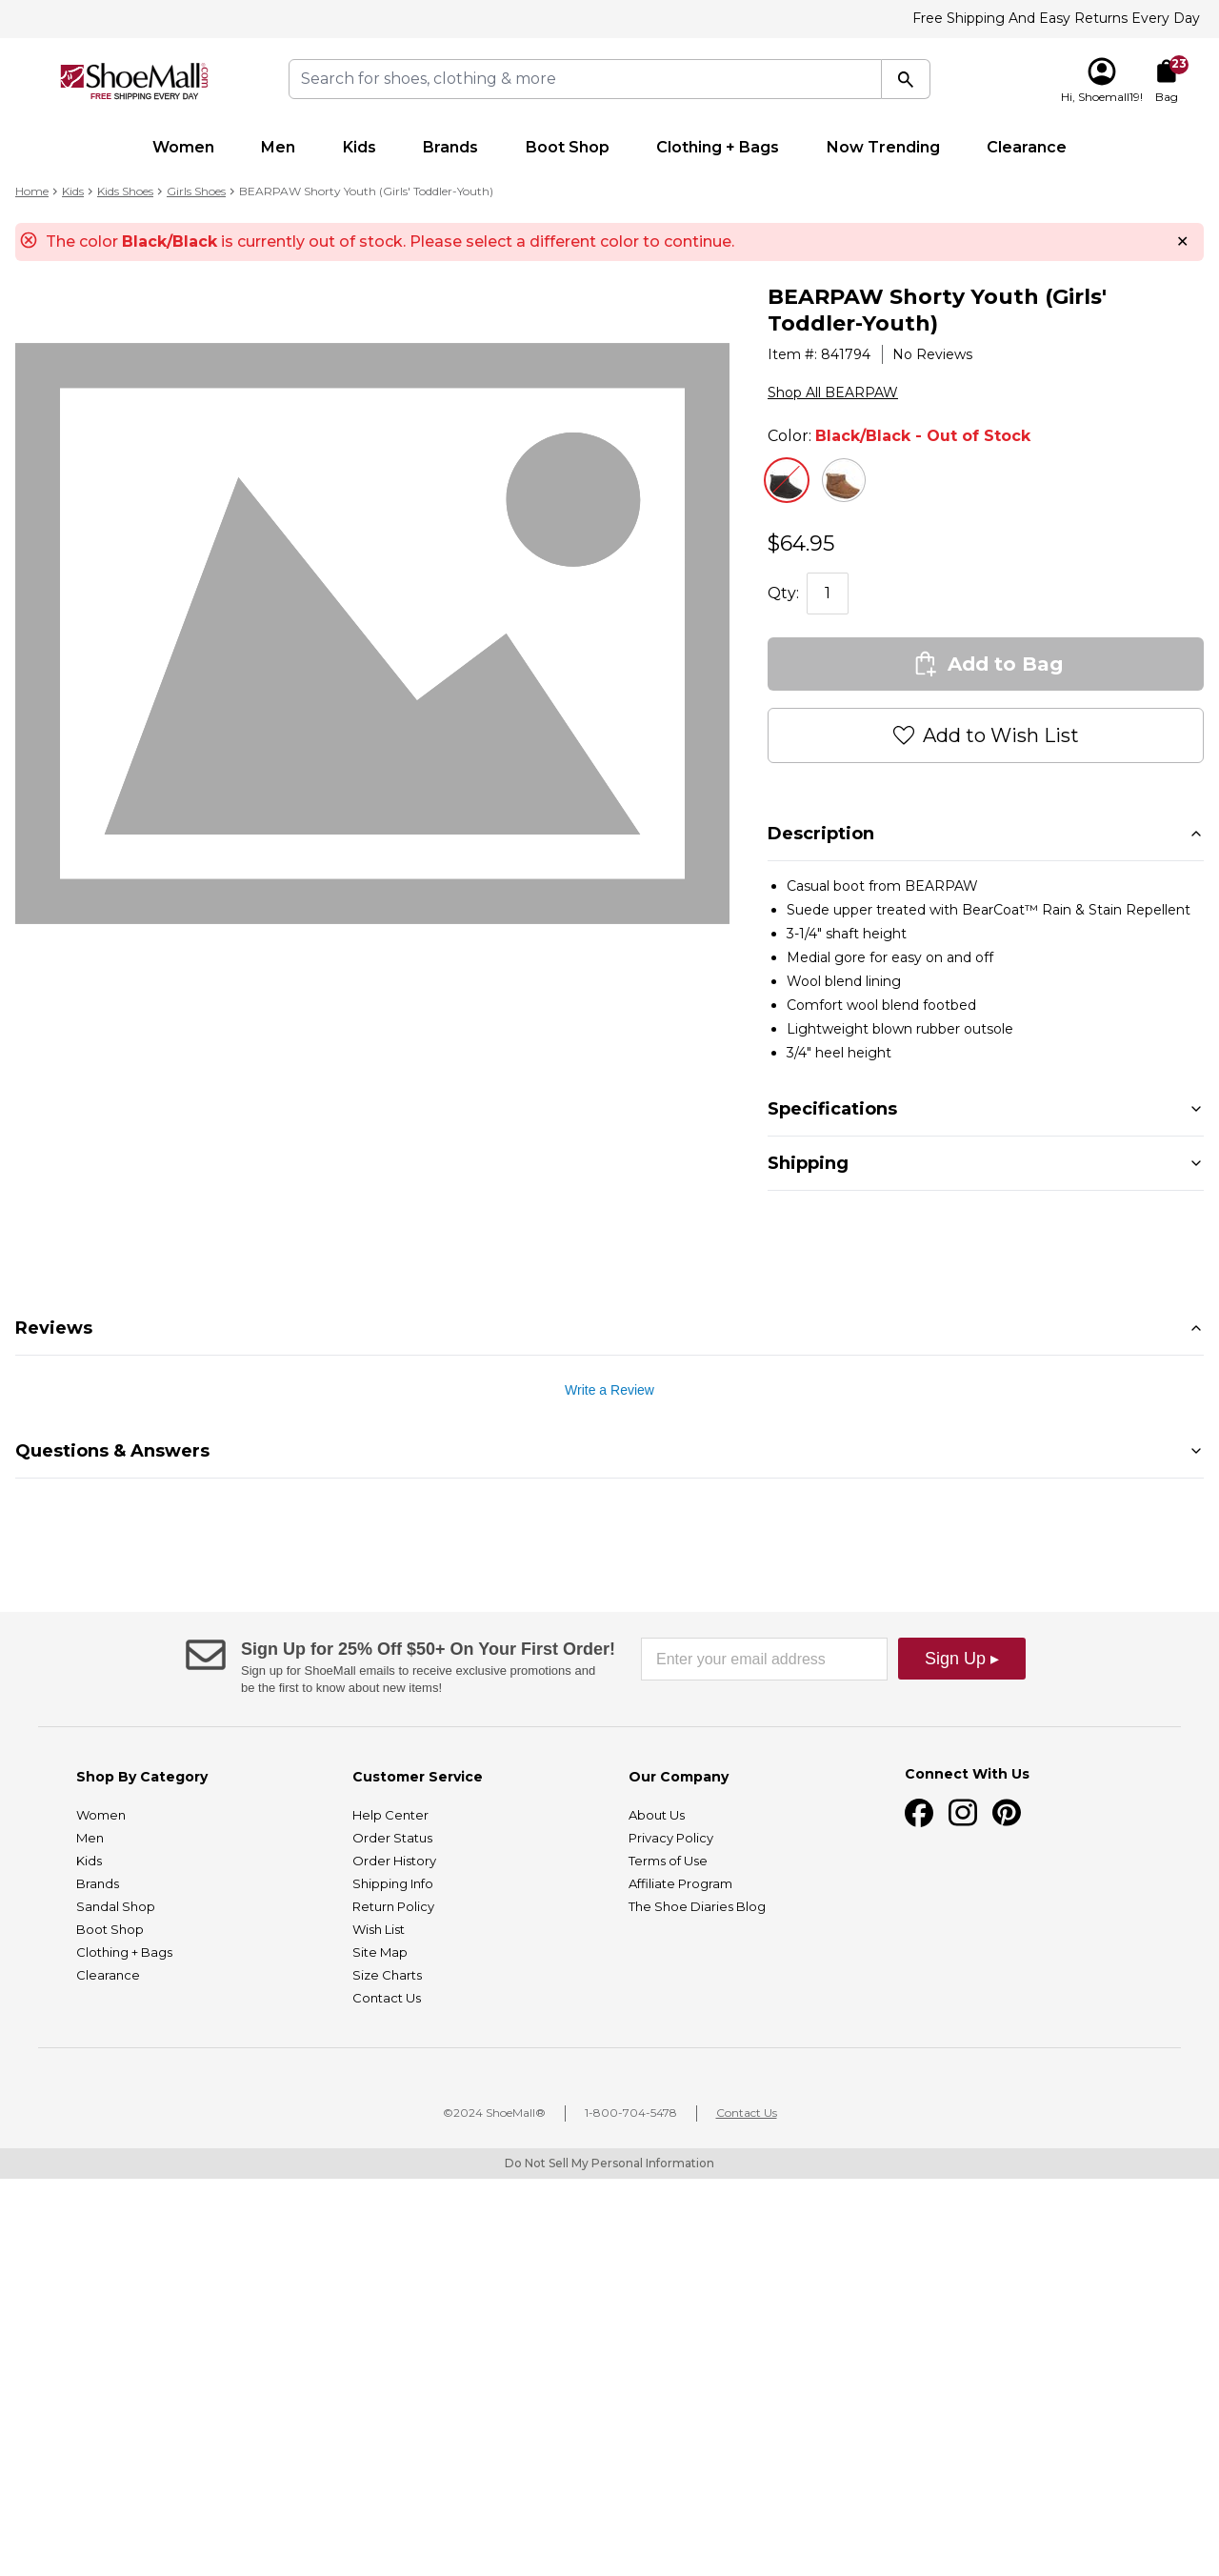 Free Shipping And Easy Returns Every Day
ShoeMall.com
FREE SHIPPING EVERY DAY
Search for shoes, clothing & more
23
Hi, Shoemall19!
Bag
Women
Men
Kids
Brands
Boot Shop
Clothing + Bags
Now Trending
Clearance
Home > Kids > Kids Shoes > Girls Shoes > BEARPAW Shorty Youth (Girls' Toddler-Youth)
The color Black/Black is currently out of stock. Please select a different color to continue.
BEARPAW Shorty Youth (Girls'
Toddler-Youth)
Item #: 841794
No Reviews
Shop All BEARPAW
Color: Black/Black - Out of Stock
$64.95
Qty: 1
Add to Bag
Add to Wish List
Description
• Casual boot from BEARPAW
• Suede upper treated with BearCoat™ Rain & Stain Repellent
• 3-1/4" shaft height
• Medial gore for easy on and off
• Wool blend lining
• Comfort wool blend footbed
• Lightweight blown rubber outsole
• 3/4" heel height
Specifications
Shipping
Reviews
Write a Review
Questions & Answers
Sign Up for 25% Off $50+ On Your First Order!
Sign up for ShoeMall emails to receive exclusive promotions and
be the first to know about new items!
Enter your email address
Sign Up ▸
Shop By Category
Women
Men
Kids
Brands
Sandal Shop
Boot Shop
Clothing + Bags
Clearance
Customer Service
Help Center
Order Status
Order History
Shipping Info
Return Policy
Wish List
Site Map
Size Charts
Contact Us
Our Company
About Us
Privacy Policy
Terms of Use
Affiliate Program
The Shoe Diaries Blog
Connect With Us
©2024 ShoeMall®
1-800-704-5478
Contact Us
Do Not Sell My Personal Information